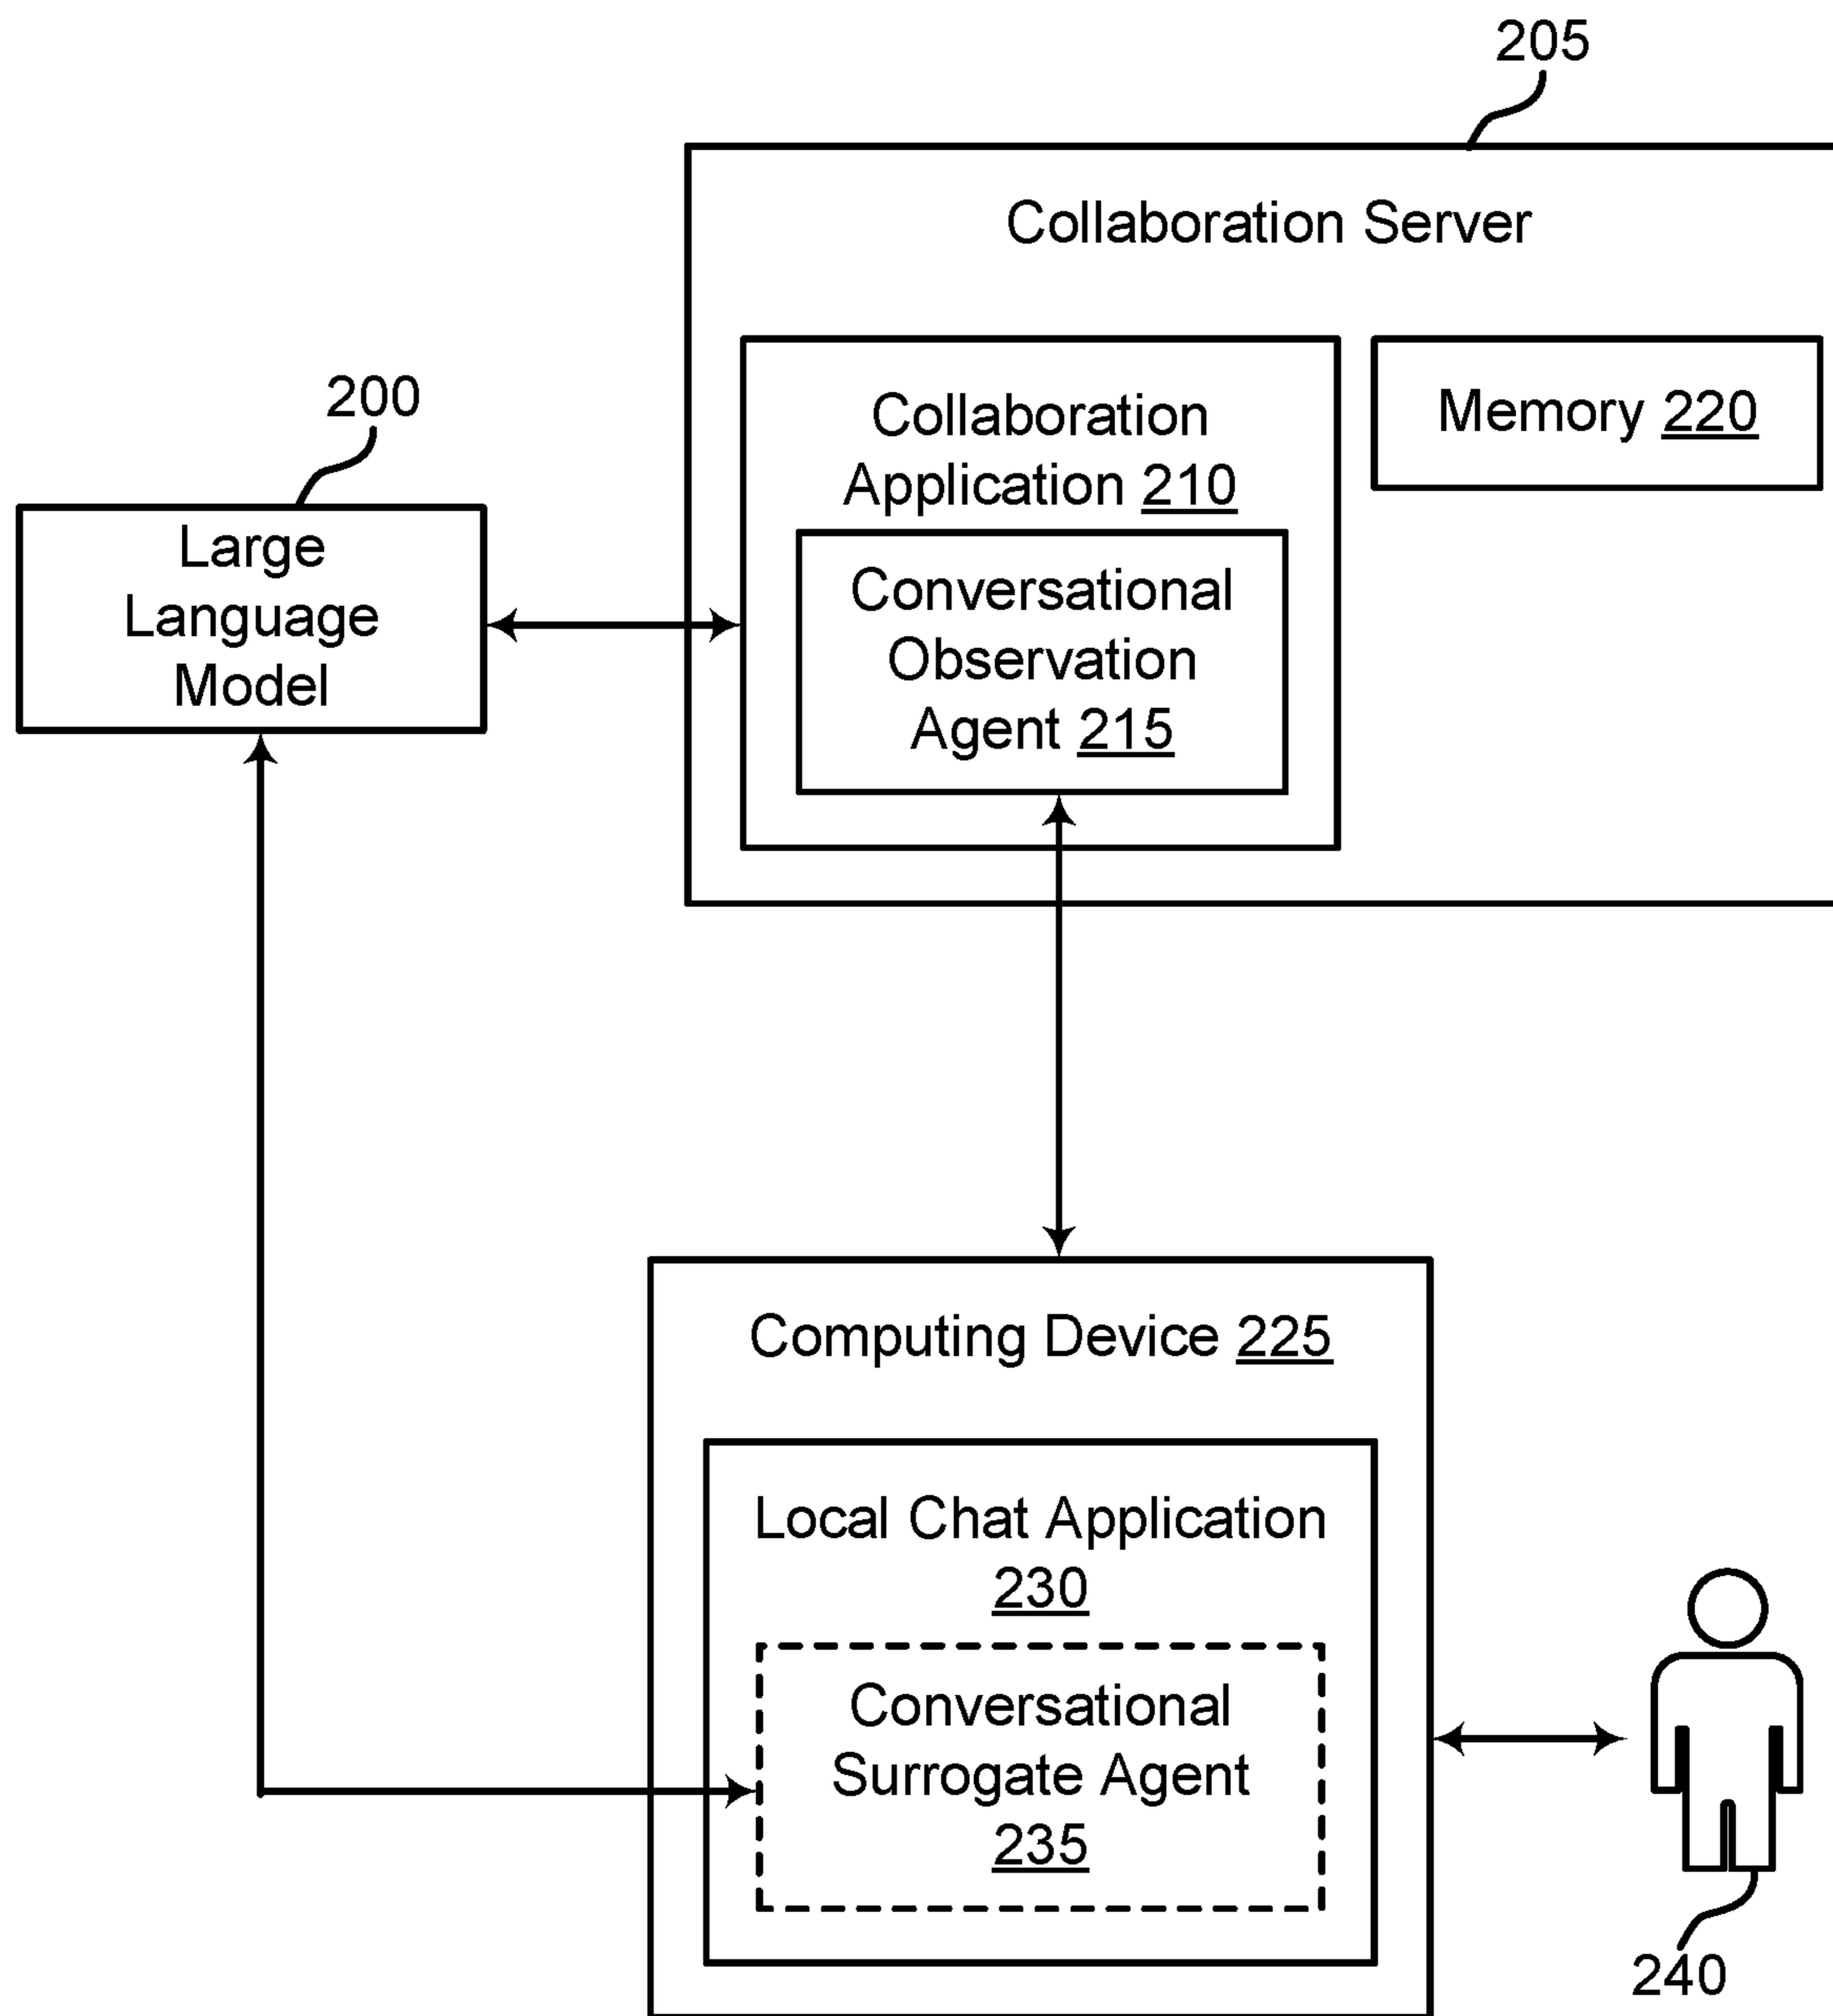 205
Collaboration Server
200
Collaboration
Application 210
Memory 220
Large
Language
Model
Conversational
Observation
Agent 215
Computing Device 225
Local Chat Application
230
Conversational
Surrogate Agent
235
240